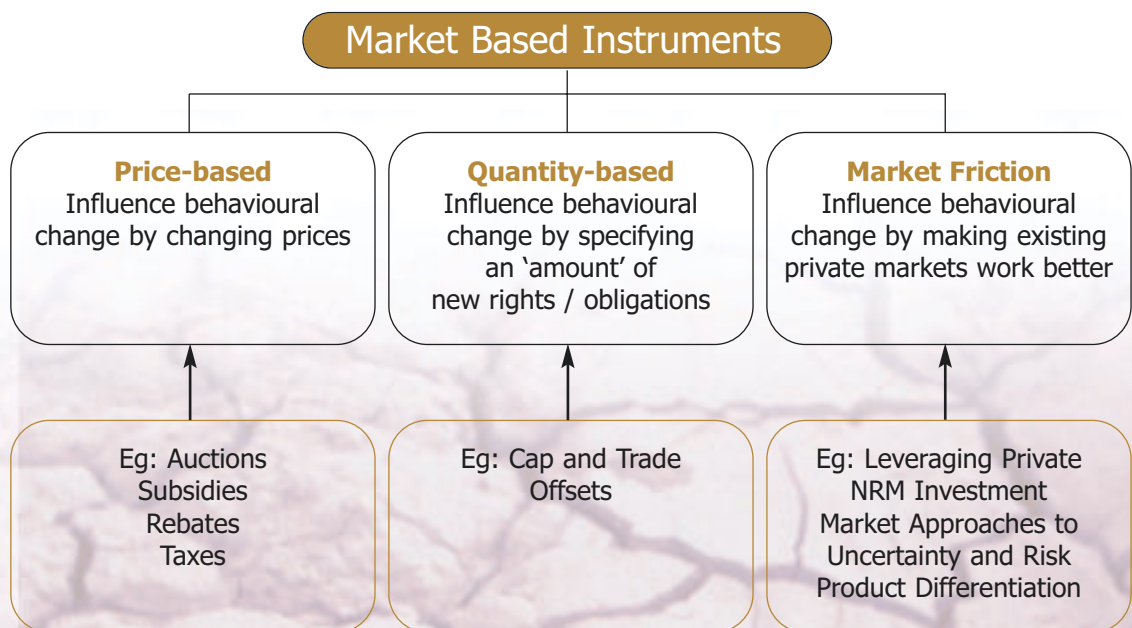 Market Based Instruments
Price-based
Influence behavioural
change by changing prices
Quantity-based
Influence behavioural
change by specifying
an ‘amount’ of
new rights / obligations
Market Friction
Influence behavioural
change by making existing
private markets work better
Eg: Auctions
Subsidies
Rebates
Taxes
Eg: Cap and Trade
Offsets
Eg: Leveraging Private
NRM Investment
Market Approaches to
Uncertainty and Risk
Product Differentiation